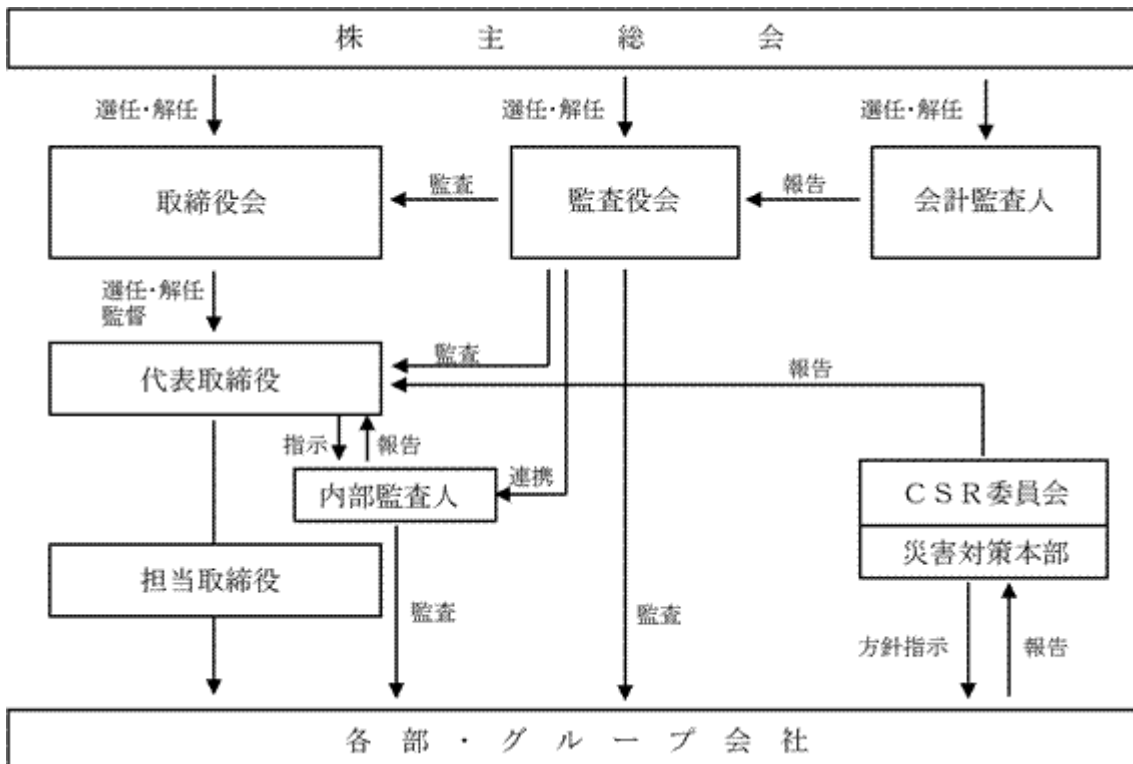 株主総会
選任・解任
選任・解任
選任・解任
取締役会
監査
監査役会
報告
会計監査人
選任・解任
監督
代表取締役
監査
報告
指示
報告
内部監査人
連携
CSR委員会
災害対策本部
担当取締役
監査
監査
方針指示
報告
各部・グループ会社